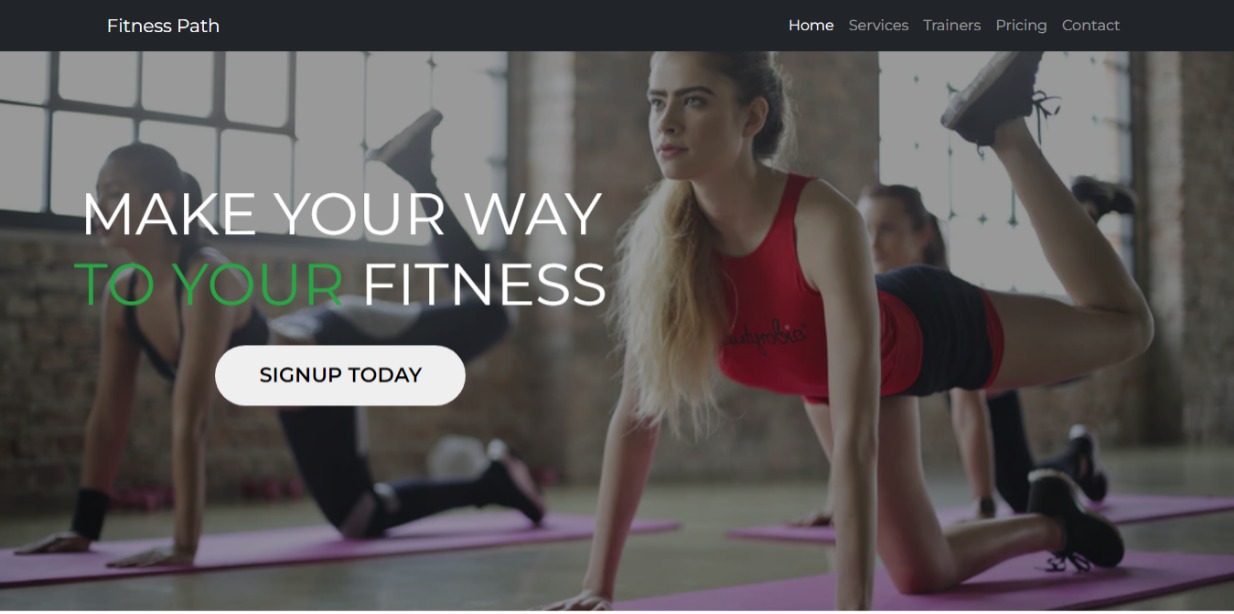 Fitness Path
Home Services Trainers Pricing Contact
MAKE YOUR WAY
TO YOUR FITNESS
SIGNUP TODAY